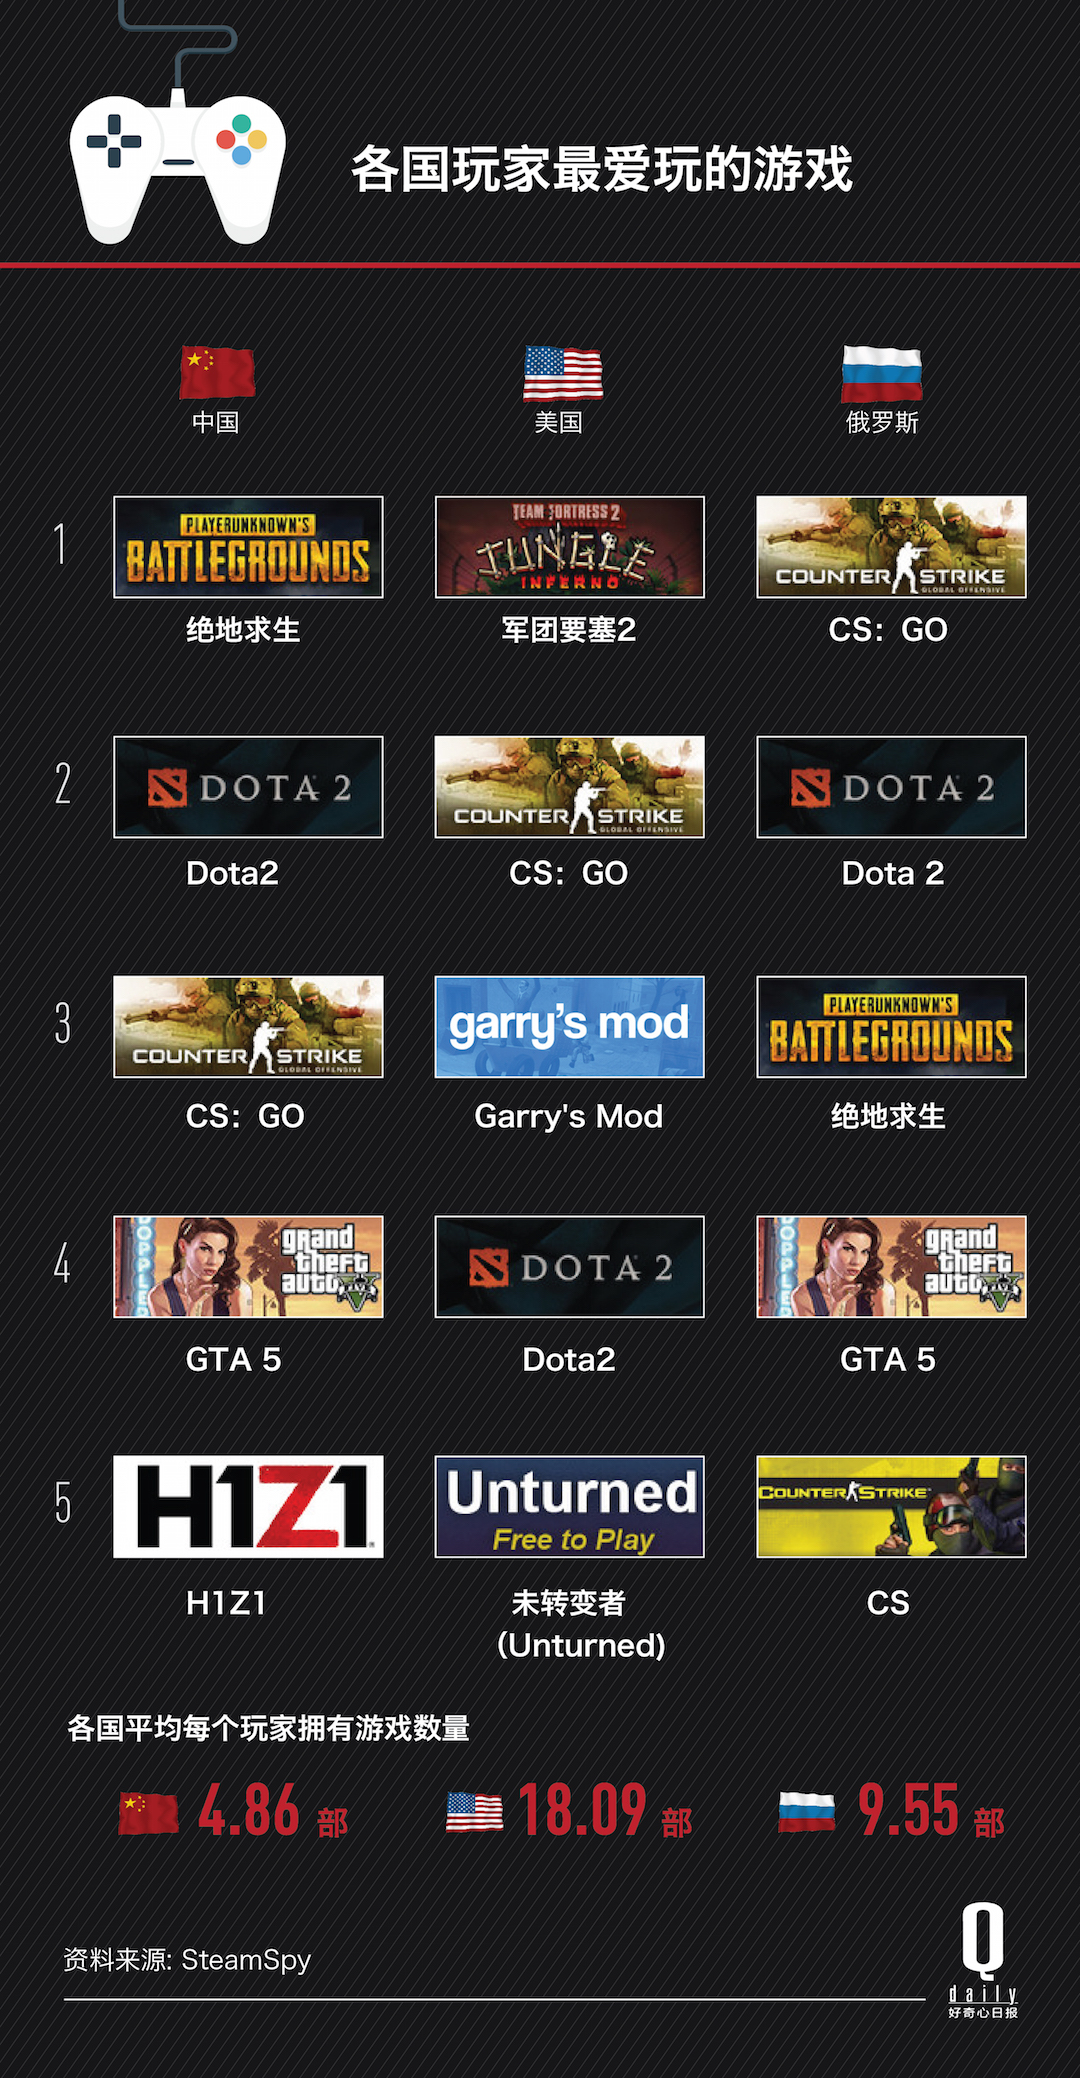 各国玩家最爱玩的游戏
中国 美国 俄罗斯
1
PLAYERUNKNOWN'S
BATTLEGROUNDS
TEAM FORTRESS 2
JUNGLE
INFERNO
COUNTER STRIKE
GLOBAL OFFENSIVE
绝地求生 军团要塞2 CS：GO
2
DOTA 2
COUNTER STRIKE
GLOBAL OFFENSIVE
DOTA 2
Dota2 CS：GO Dota 2
3
COUNTER STRIKE
GLOBAL OFFENSIVE
garry's mod
PLAYERUNKNOWN'S
BATTLEGROUNDS
CS：GO Garry's Mod 绝地求生
4
grand
theft
auto
V
DOTA 2
grand
theft
auto
V
GTA 5 Dota2 GTA 5
5
H1Z1
Unturned
Free to Play
COUNTER STRIKE
H1Z1 未转变者 CS
(Unturned)
各国平均每个玩家拥有游戏数量
4.86 部 18.09 部 9.55 部
资料来源: SteamSpy
Q
daily
好奇心日报